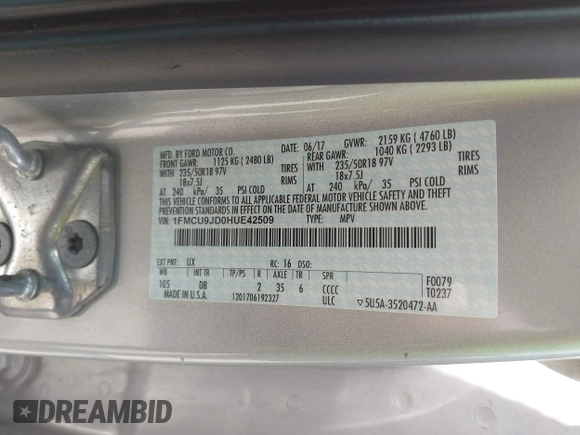 MFD. BY FORD MOTOR CO. DATE: 06/17 GVWR: 2159 KG ( 4760 LB)
FRONT GAWR: 1125 KG ( 2480 LB) REAR GAWR: 1040 KG ( 2293 LB)
WITH 235/50R18 97V TIRES WITH 235/50R18 97V TIRES
18x7.5J RIMS 18x7.5J RIMS
AT 240 kPa/ 35 PSI COLD AT 240 kPa/ 35 PSI COLD
THIS VEHICLE CONFORMS TO ALL APPLICABLE FEDERAL MOTOR VEHICLE SAFETY AND THEFT
PREVENTION STANDARDS IN EFFECT ON THE DATE OF MANUFACTURE SHOWN ABOVE.
VIN: 1FMCU9JD0HUE42509 TYPE: MPV
EXT PNT: UX RC: 16 DSO:
WB INT TR TP/PS R AXLE TR SPR
105 DB 2 35 6 CCCC F0079
MADE IN U.S.A. 1201706192327 ULC T0237
5U5A-3520472-AA
DREAMBID